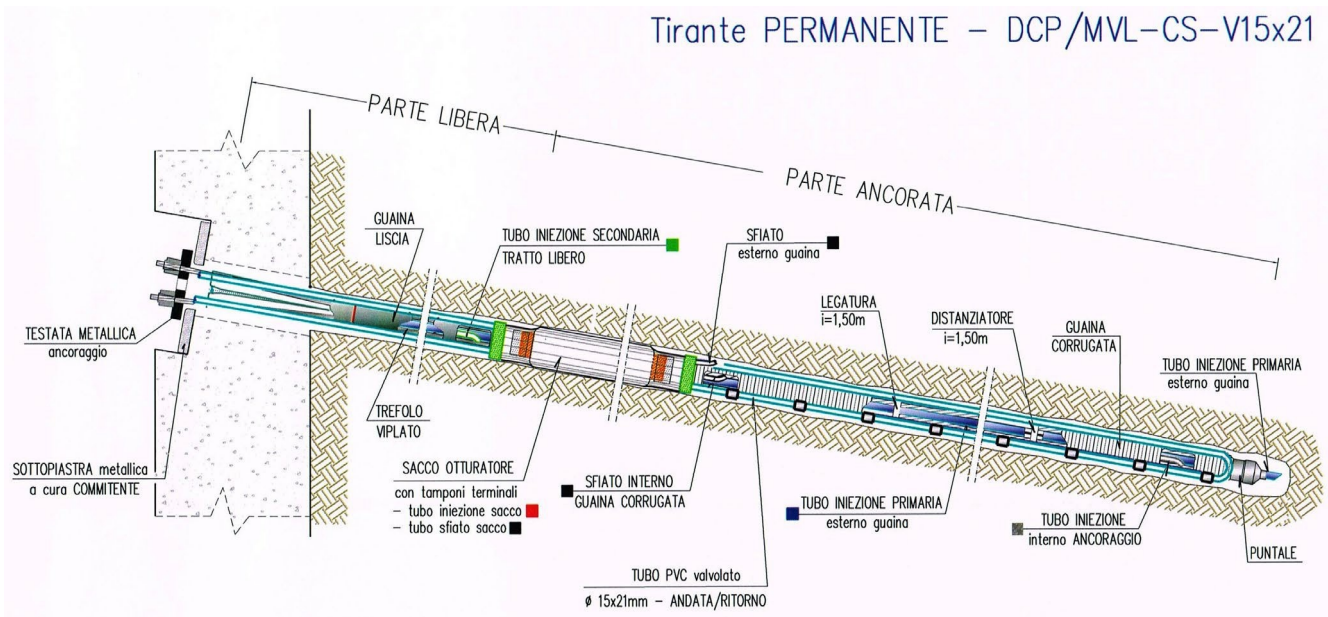 Tirante PERMANENTE - DCP/MVL-CS-V15x21
PARTE LIBERA
PARTE ANCORATA
GUAINA
LISCIA
TUBO INIEZIONE SECONDARIA
TRATTO LIBERO
SFIATO
esterno guaina
LEGATURA
i=1,50m
DISTANZIATORE
i=1,50m
GUAINA
CORRUGATA
TUBO INIEZIONE PRIMARIA
esterno guaina
TESTATA METALLICA
ancoraggio
TREFOLO
VIPLATO
SOTTOPIASTRA metallica
a cura COMMITENTE
SACCO OTTURATORE
con tamponi terminali
- tubo iniezione sacco
- tubo sfiato sacco
SFIATO INTERNO
GUAINA CORRUGATA
TUBO INIEZIONE PRIMARIA
esterno guaina
TUBO INIEZIONE
interno ANCORAGGIO
PUNTALE
TUBO PVC valvolato
ø 15x21mm - ANDATA/RITORNO